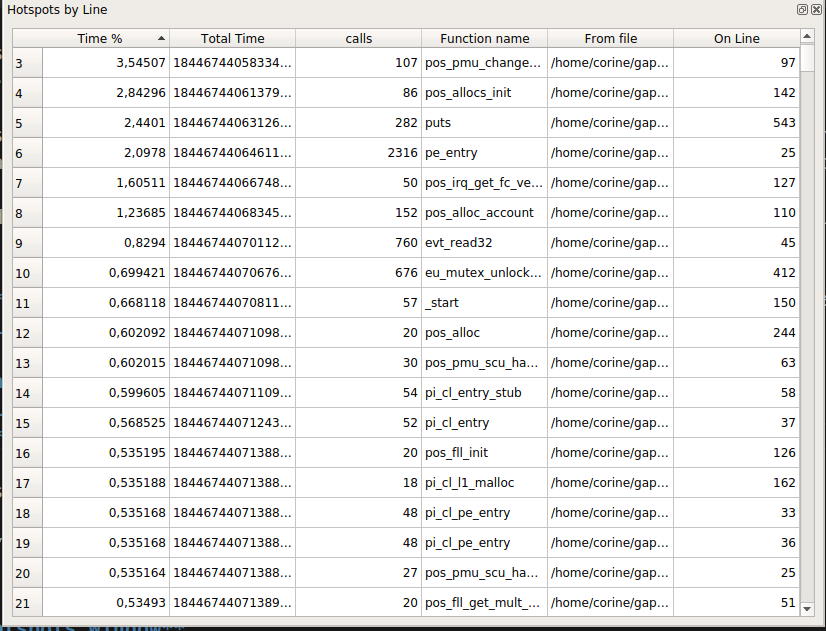 Hotspots by Line
Time % Total Time calls Function name From file On Line
3 3,54507 18446744058334... 107 pos_pmu_change... /home/corine/gap... 97
4 2,84296 18446744061379... 86 pos_allocs_init /home/corine/gap... 142
5 2,4401 18446744063126... 282 puts /home/corine/gap... 543
6 2,0978 18446744064611... 2316 pe_entry /home/corine/gap... 25
7 1,60511 18446744066748... 50 pos_irq_get_fc_ve... /home/corine/gap... 127
8 1,23685 18446744068345... 152 pos_alloc_account /home/corine/gap... 110
9 0,8294 18446744070112... 760 evt_read32 /home/corine/gap... 45
10 0,699421 18446744070676... 676 eu_mutex_unlock... /home/corine/gap... 412
11 0,668118 18446744070811... 57 _start /home/corine/gap... 150
12 0,602092 18446744071098... 20 pos_alloc /home/corine/gap... 244
13 0,602015 18446744071098... 30 pos_pmu_scu_ha... /home/corine/gap... 63
14 0,599605 18446744071109... 54 pi_cl_entry_stub /home/corine/gap... 58
15 0,568525 18446744071243... 52 pi_cl_entry /home/corine/gap... 37
16 0,535195 18446744071388... 20 pos_fll_init /home/corine/gap... 126
17 0,535188 18446744071388... 18 pi_cl_l1_malloc /home/corine/gap... 162
18 0,535168 18446744071388... 48 pi_cl_pe_entry /home/corine/gap... 33
19 0,535168 18446744071388... 48 pi_cl_pe_entry /home/corine/gap... 36
20 0,535164 18446744071388... 27 pos_pmu_scu_ha... /home/corine/gap... 25
21 0,53493 18446744071389... 20 pos_fll_get_mult_... /home/corine/gap... 51